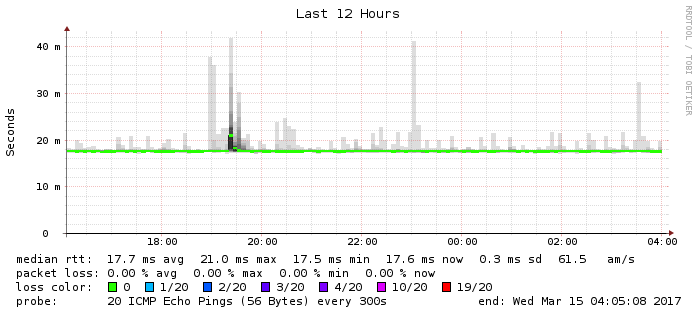 Last 12 Hours
RRDTOOL / TOBI OETIKER
Seconds
40 m
30 m
20 m
10 m
0
18:00 20:00 22:00 00:00 02:00 04:00
median rtt: 17.7 ms avg 21.0 ms max 17.5 ms min 17.6 ms now 0.3 ms sd 61.5 am/s
packet loss: 0.00 % avg 0.00 % max 0.00 % min 0.00 % now
loss color: 0 1/20 2/20 3/20 4/20 10/20 19/20
probe: 20 ICMP Echo Pings (56 Bytes) every 300s end: Wed Mar 15 04:05:08 2017